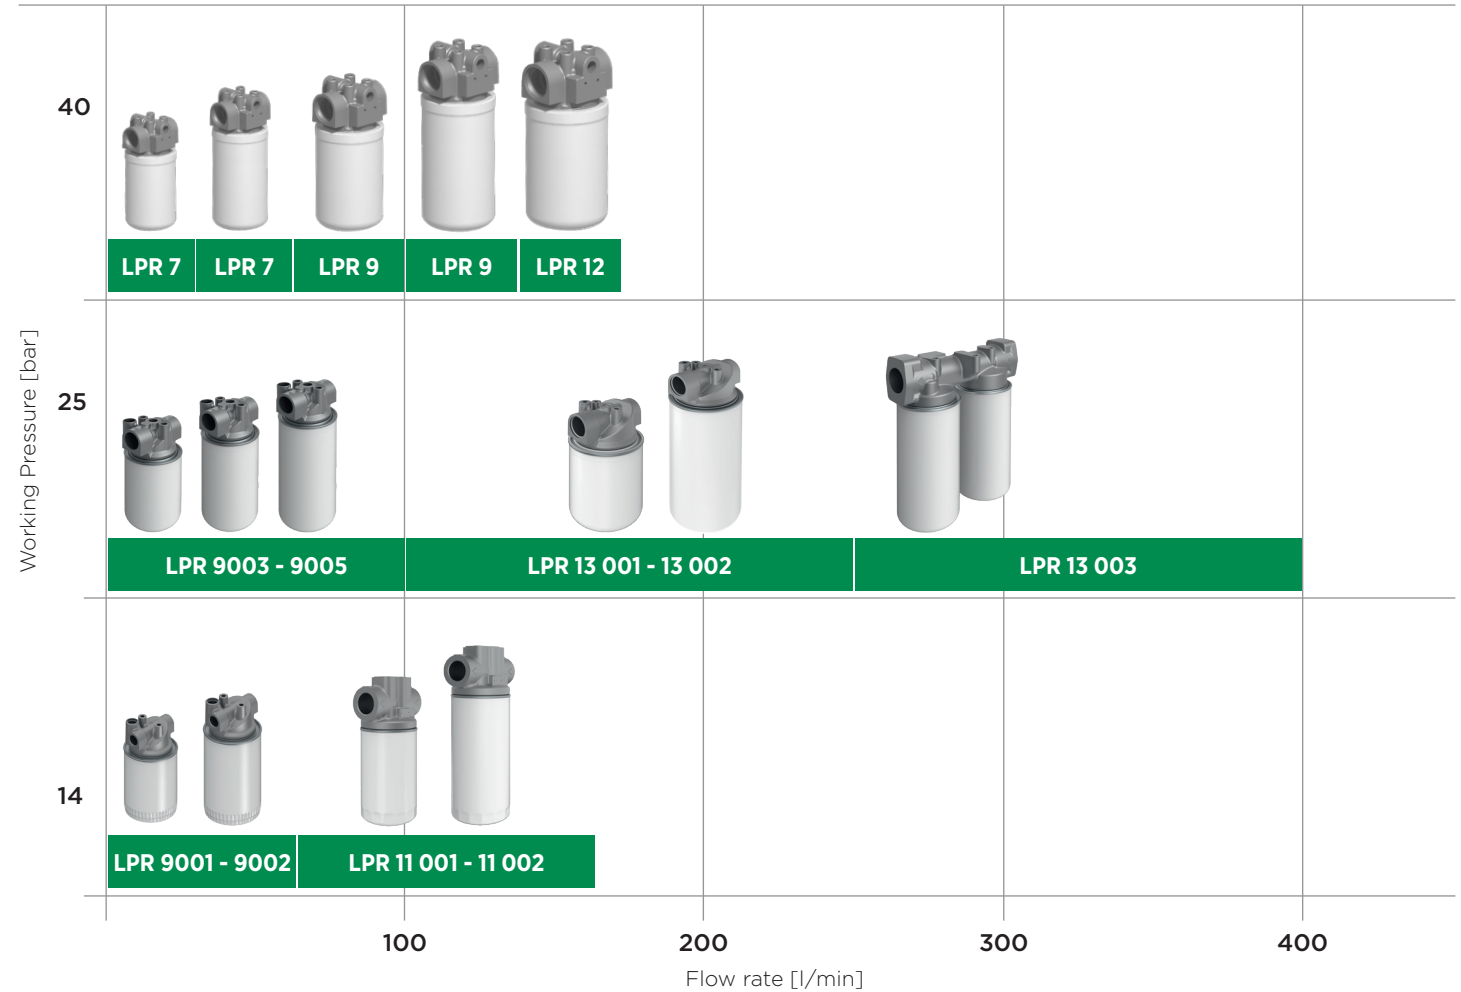 40
LPR 7
LPR 7
LPR 9
LPR 9
LPR 12
Working Pressure [bar]
25
LPR 9003 - 9005
LPR 13 001 - 13 002
LPR 13 003
14
LPR 9001 - 9002
LPR 11 001 - 11 002
100
200
300
400
Flow rate [l/min]